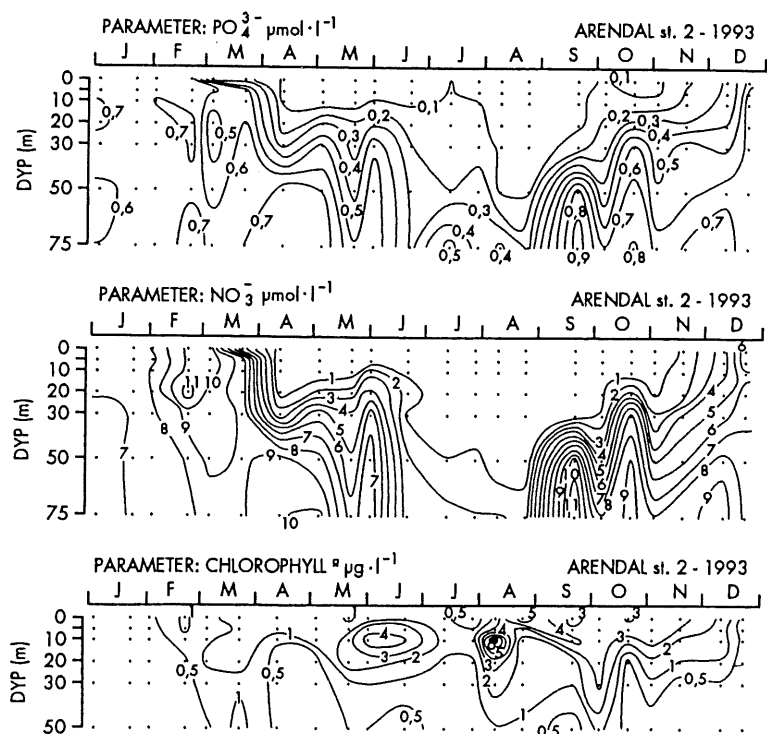 PARAMETER: PO₄³⁻ µmol·l⁻¹ ARENDAL st. 2 - 1993
J F M A M J J A S O N D
0
10
20
30
50
75
DYP (m)
0,7 0,7 0,5 0,6 0,6 0,7 0,7
0,2 0,1 0,3 0,4 0,5
0,3 0,4 0,5 0,4
0,1 0,2 0,3 0,4 0,5 0,6 0,8 0,7 0,9 0,8 0,7
PARAMETER: NO₃⁻ µmol·l⁻¹ ARENDAL st. 2 - 1993
J F M A M J J A S O N D
0
10
20
30
50
75
DYP (m)
7 8 9 11 10
1 2 3 4 5 6 7 8 9 10 7
1 2 3 4 5 6 7 8 9 10 9 11
4 5 6 7 8 9 6
PARAMETER: CHLOROPHYLL a µg·l⁻¹ ARENDAL st. 2 - 1993
J F M A M J J A S O N D
0
10
20
30
50
DYP (m)
0,5 1 1 0,5
4 3 2 0,5
0,5 5 4 5 3 2 1 4 3 0,5
3 3 2 1 0,5